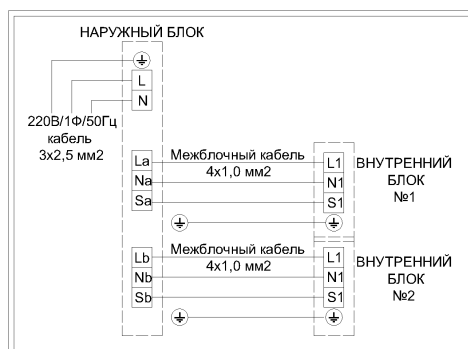 НАРУЖНЫЙ БЛОК
L
N
220В/1Ф/50Гц
кабель
3х2,5 мм2
La
Na
Sa
Межблочный кабель
4х1,0 мм2
L1
N1
S1
ВНУТРЕННИЙ
БЛОК
№1
Lb
Nb
Sb
Межблочный кабель
4х1,0 мм2
L1
N1
S1
ВНУТРЕННИЙ
БЛОК
№2